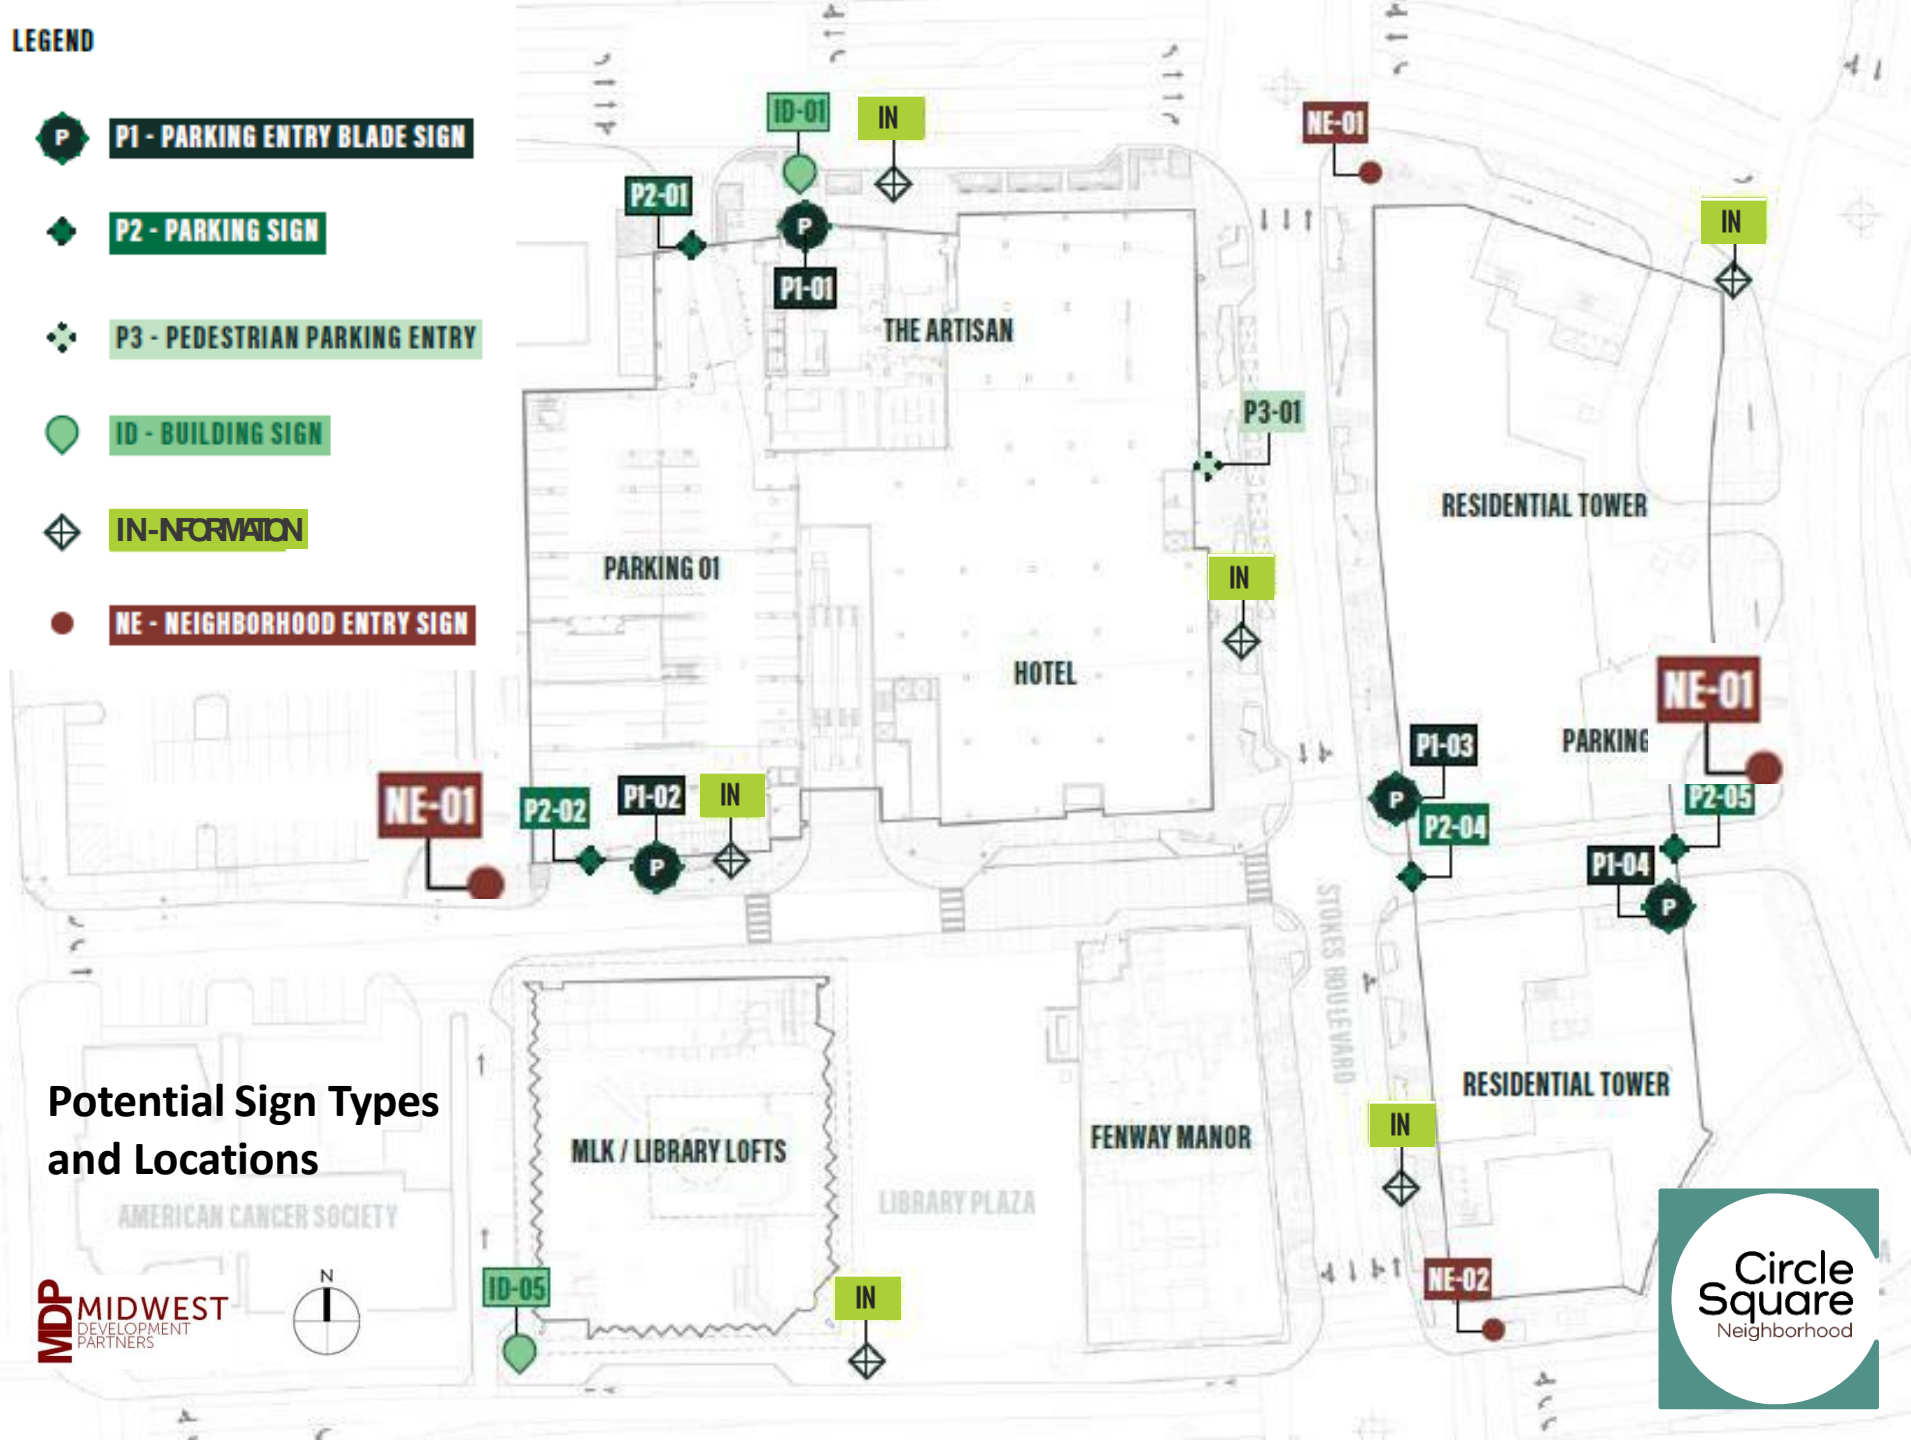 LEGEND
P
P1 - PARKING ENTRY BLADE SIGN
P2 - PARKING SIGN
P3 - PEDESTRIAN PARKING ENTRY
ID - BUILDING SIGN
IN-INFORMATION
NE - NEIGHBORHOOD ENTRY SIGN
ID-01
IN
NE-01
P2-01
P
P1-01
IN
THE ARTISAN
P3-01
RESIDENTIAL TOWER
PARKING 01
IN
HOTEL
NE-01
P1-03
PARKING
P
P2-04
P2-05
NE-01
P2-02
P1-02
IN
P
P1-04
P
STOKES BOULEVARD
RESIDENTIAL TOWER
Potential Sign Types
and Locations
MLK / LIBRARY LOFTS
FENWAY MANOR
IN
AMERICAN CANCER SOCIETY
LIBRARY PLAZA
ID-05
IN
NE-02
MDP
MIDWEST
DEVELOPMENT
PARTNERS
N
Circle
Square
Neighborhood